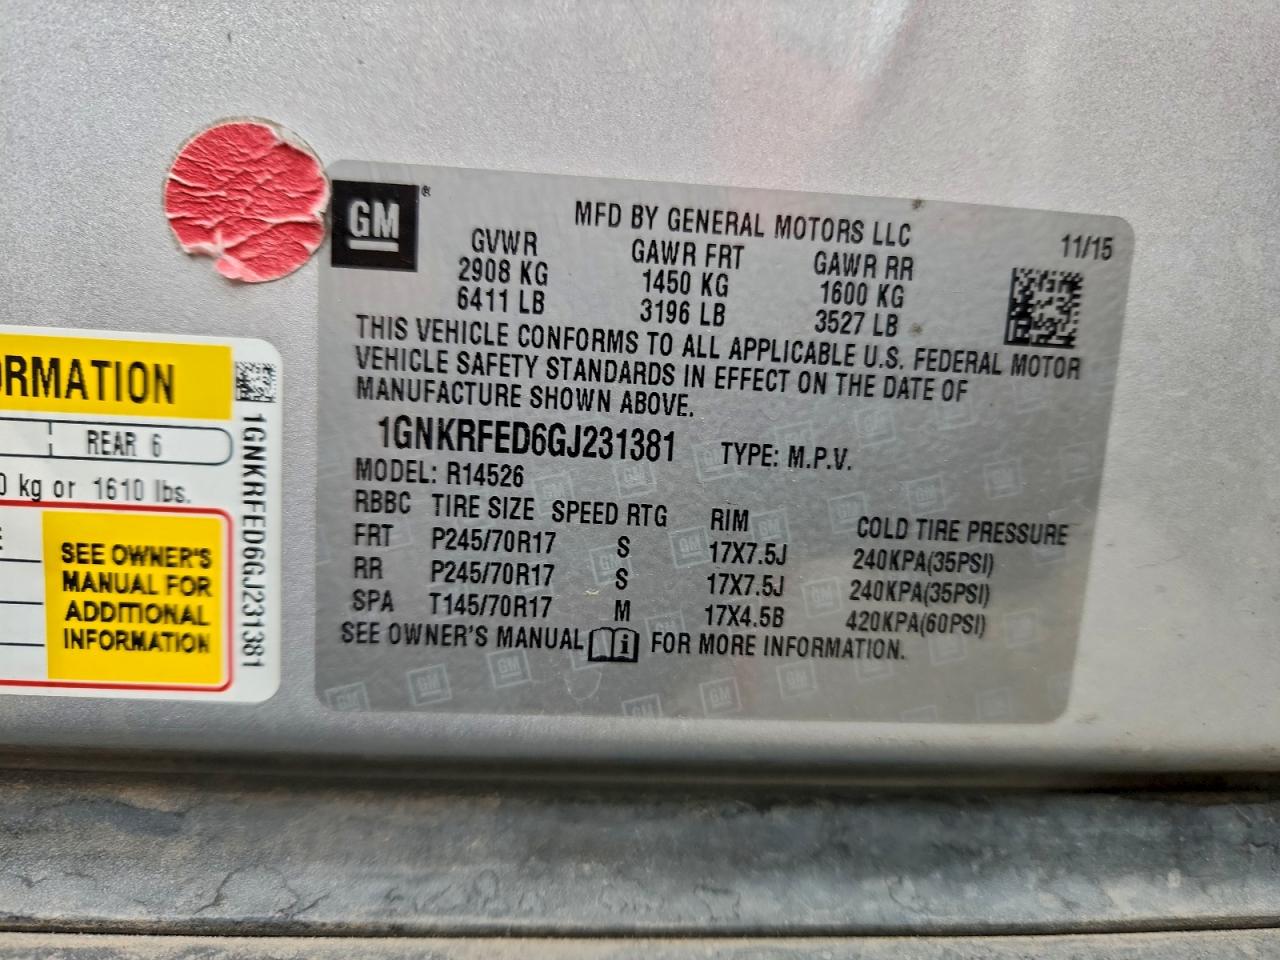 GM
®
MFD BY GENERAL MOTORS LLC
11/15
GVWR GAWR FRT GAWR RR
2908 KG 1450 KG 1600 KG
6411 LB 3196 LB 3527 LB
THIS VEHICLE CONFORMS TO ALL APPLICABLE U.S. FEDERAL MOTOR
VEHICLE SAFETY STANDARDS IN EFFECT ON THE DATE OF
MANUFACTURE SHOWN ABOVE.
1GNKRFED6GJ231381 TYPE: M.P.V.
MODEL: R14526
RBBC TIRE SIZE SPEED RTG RIM COLD TIRE PRESSURE
FRT P245/70R17 S 17X7.5J 240KPA(35PSI)
RR P245/70R17 S 17X7.5J 240KPA(35PSI)
SPA T145/70R17 M 17X4.5B 420KPA(60PSI)
SEE OWNER'S MANUAL FOR MORE INFORMATION.
REAR 6
kg or 1610 lbs.
SEE OWNER'S
MANUAL FOR
ADDITIONAL
INFORMATION
1GNKRFED6GJ231381